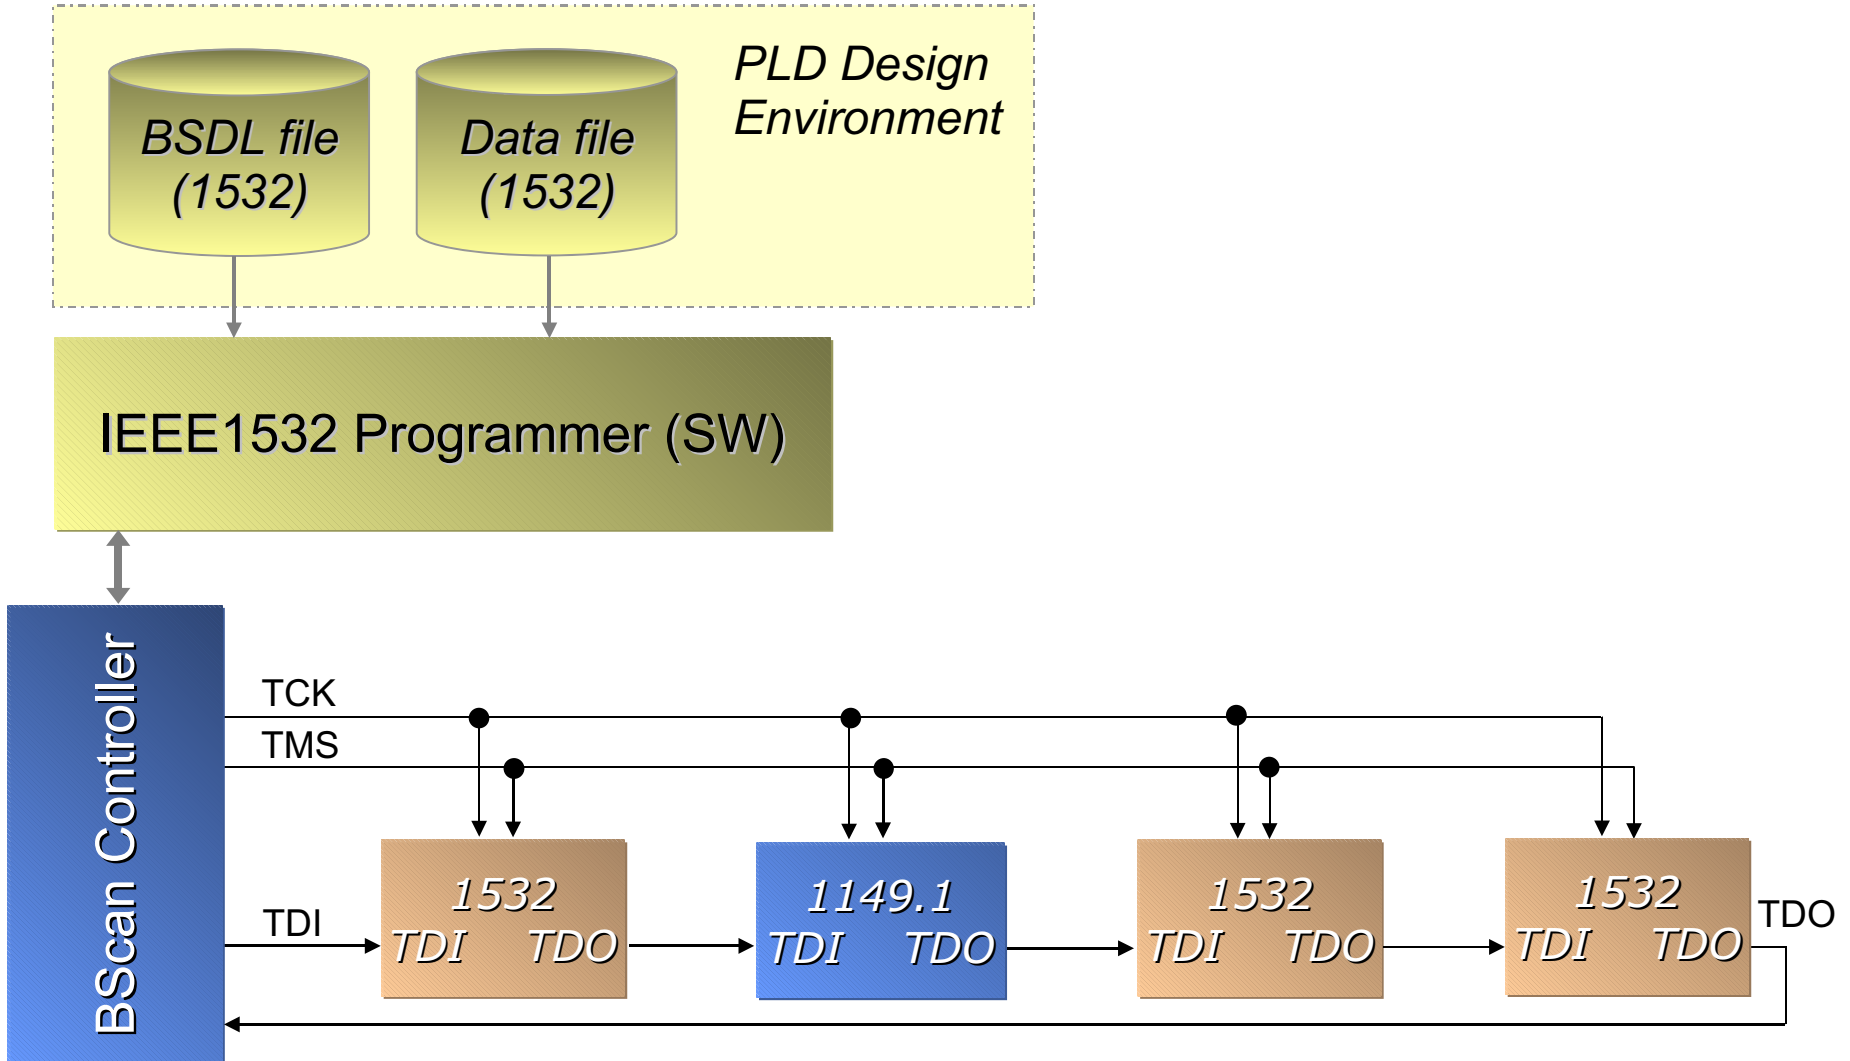 PLD Design
Environment
BSDL file
(1532)
Data file
(1532)
IEEE1532 Programmer (SW)
BScan Controller
TCK
TMS
TDI
1532
TDI TDO
1149.1
TDI TDO
1532
TDI TDO
1532
TDI TDO
TDO